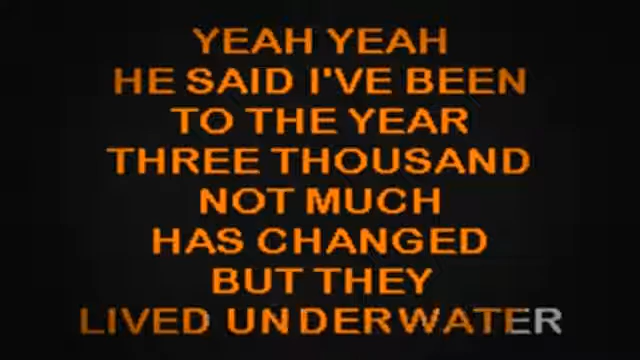 YEAH YEAH
HE SAID I'VE BEEN
TO THE YEAR
THREE THOUSAND
NOT MUCH
HAS CHANGED
BUT THEY
LIVED UNDERWATER